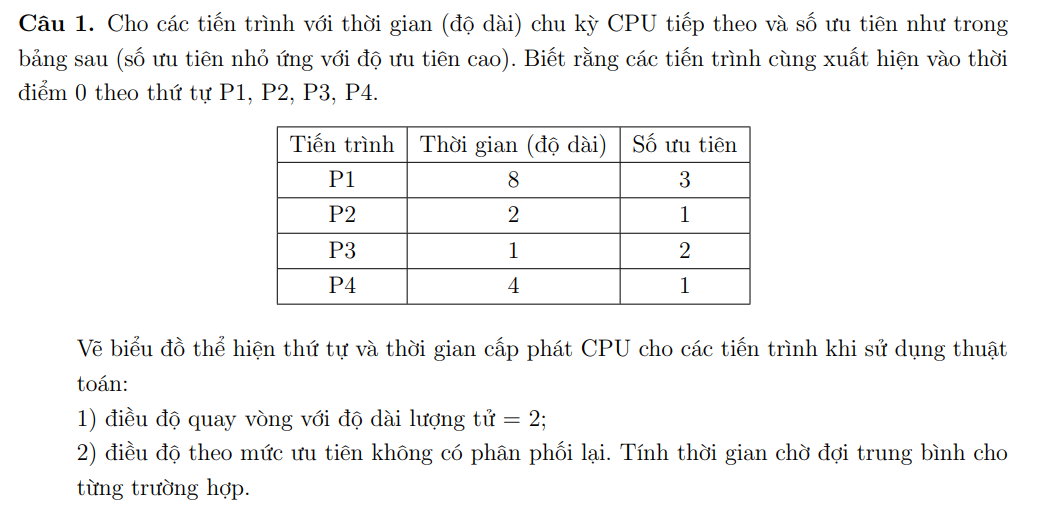 Câu 1. Cho các tiến trình với thời gian (độ dài) chu kỳ CPU tiếp theo và số ưu tiên như trong
bảng sau (số ưu tiên nhỏ ứng với độ ưu tiên cao). Biết rằng các tiến trình cùng xuất hiện vào thời
điểm 0 theo thứ tự P1, P2, P3, P4.
Tiến trình Thời gian (độ dài) Số ưu tiên
P1 8 3
P2 2 1
P3 1 2
P4 4 1
Vẽ biểu đồ thể hiện thứ tự và thời gian cấp phát CPU cho các tiến trình khi sử dụng thuật
toán:
1) điều độ quay vòng với độ dài lượng tử = 2;
2) điều độ theo mức ưu tiên không có phân phối lại. Tính thời gian chờ đợi trung bình cho
từng trường hợp.